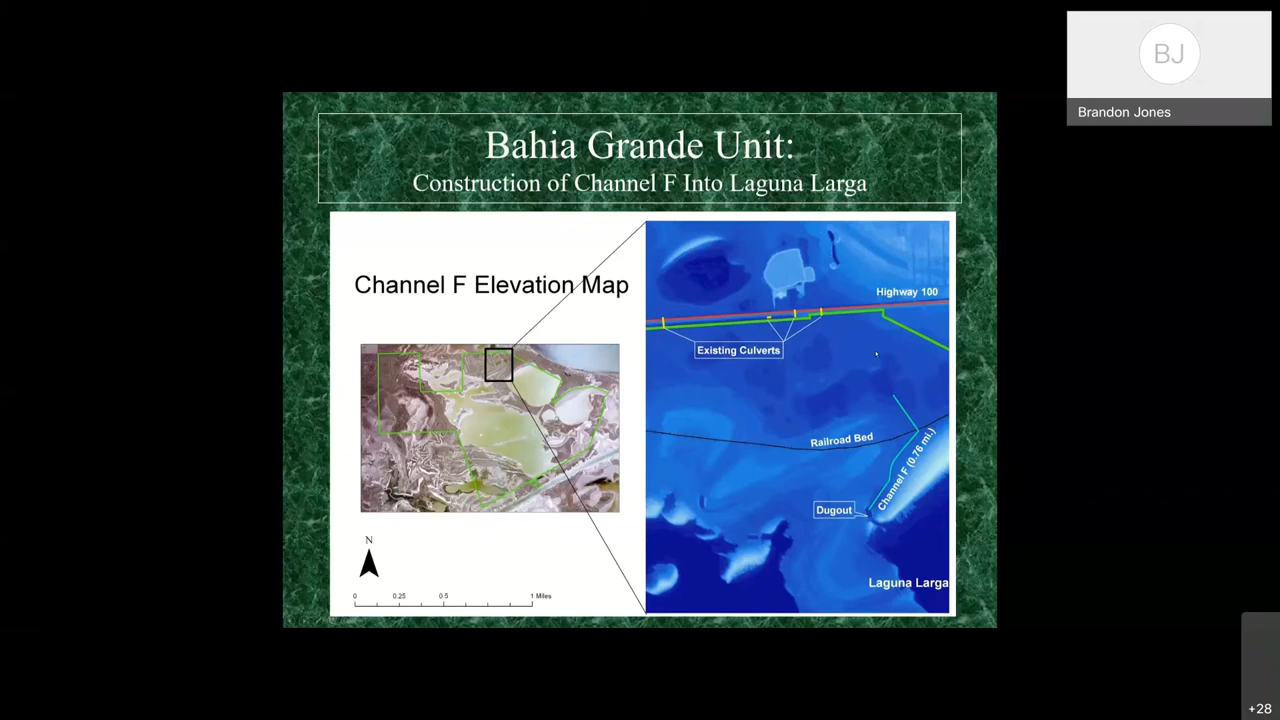 BJ
Brandon Jones
Bahia Grande Unit:
Construction of Channel F Into Laguna Larga
Channel F Elevation Map
Highway 100
Existing Culverts
Railroad Bed
Channel F (0.76 mi.)
Dugout
Laguna Larga
N
0 0.25 0.5 1 Miles
+28